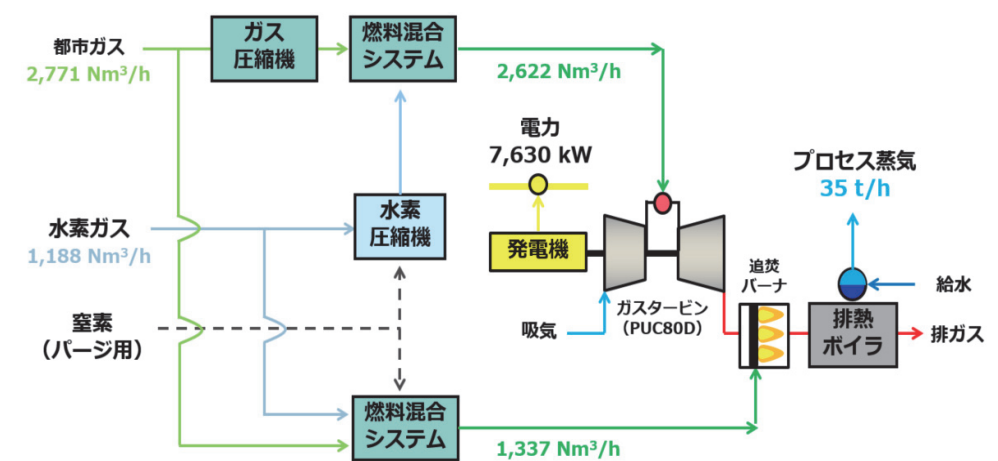 都市ガス
2,771 Nm³/h
ガス
圧縮機
燃料混合
システム
2,622 Nm³/h
電力
7,630 kW
プロセス蒸気
35 t/h
水素ガス
1,188 Nm³/h
水素
圧縮機
発電機
追焚
バーナ
給水
窒素
(パージ用)
吸気
ガスタービン
(PUC80D)
排熱
ボイラ
排ガス
燃料混合
システム
1,337 Nm³/h